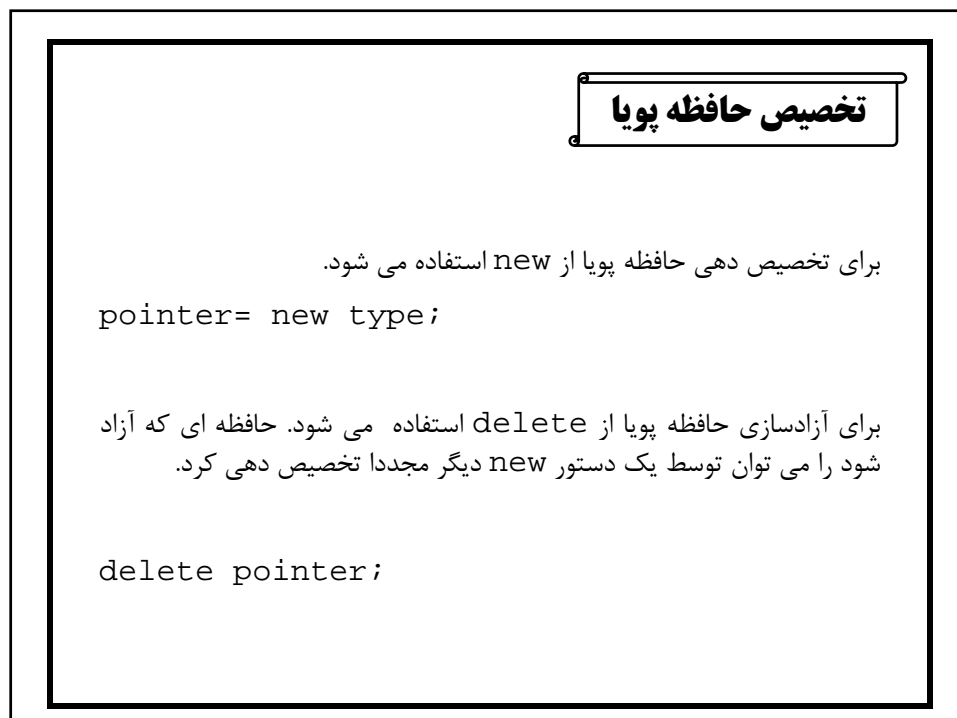 تخصیص حافظه پویا
برای تخصیص دهی حافظه پویا از new استفاده می شود.
pointer= new type;
برای آزادسازی حافظه پویا از delete استفاده می شود. حافظه ای که آزاد
شود را می توان توسط یک دستور new دیگر مجددا تخصیص دهی کرد.
delete pointer;